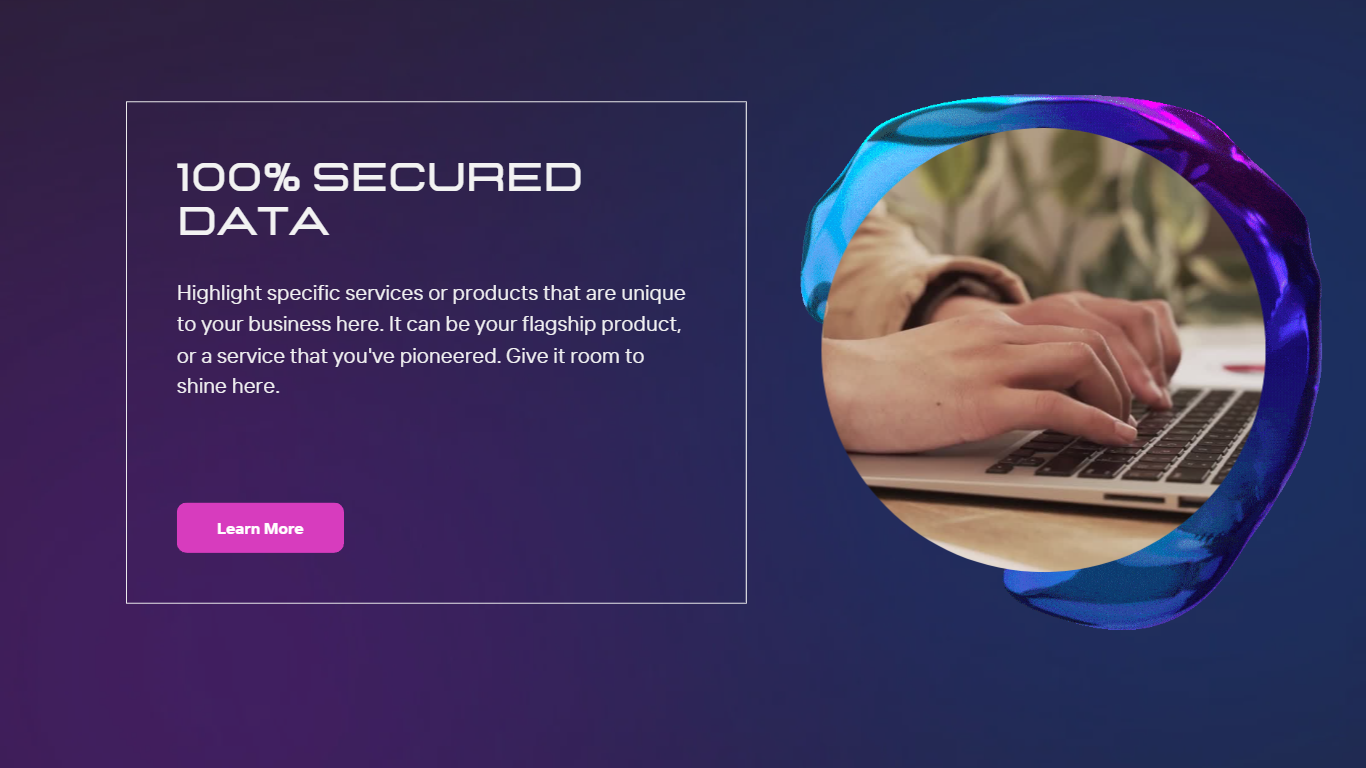 100% SECURED
DATA
Highlight specific services or products that are unique
to your business here. It can be your flagship product,
or a service that you've pioneered. Give it room to
shine here.
Learn More